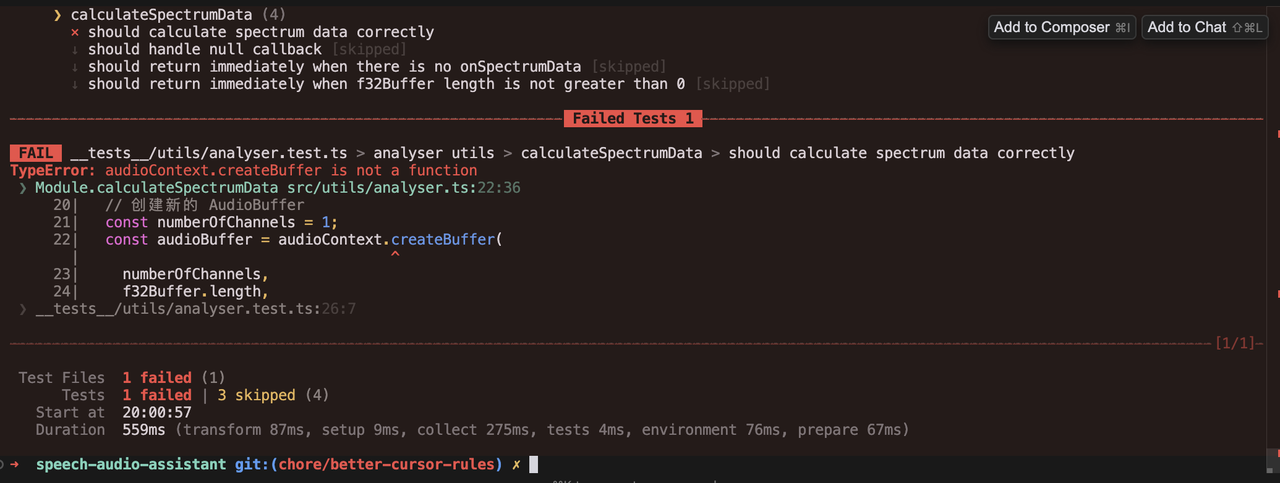 ❯ calculateSpectrumData (4)
Add to Composer ⌘I Add to Chat ⇧⌘L
× should calculate spectrum data correctly
↓ should handle null callback [skipped]
↓ should return immediately when there is no onSpectrumData [skipped]
↓ should return immediately when f32Buffer length is not greater than 0 [skipped]
Failed Tests 1
FAIL __tests__/utils/analyser.test.ts > analyser utils > calculateSpectrumData > should calculate spectrum data correctly
TypeError: audioContext.createBuffer is not a function
❯ Module.calculateSpectrumData src/utils/analyser.ts:22:36
20| // 创建新的 AudioBuffer
21| const numberOfChannels = 1;
22| const audioBuffer = audioContext.createBuffer(
| ^
23| numberOfChannels,
24| f32Buffer.length,
❯ __tests__/utils/analyser.test.ts:26:7
[1/1]
Test Files 1 failed (1)
Tests 1 failed | 3 skipped (4)
Start at 20:00:57
Duration 559ms (transform 87ms, setup 9ms, collect 275ms, tests 4ms, environment 76ms, prepare 67ms)
➜ speech-audio-assistant git:(chore/better-cursor-rules) ✗